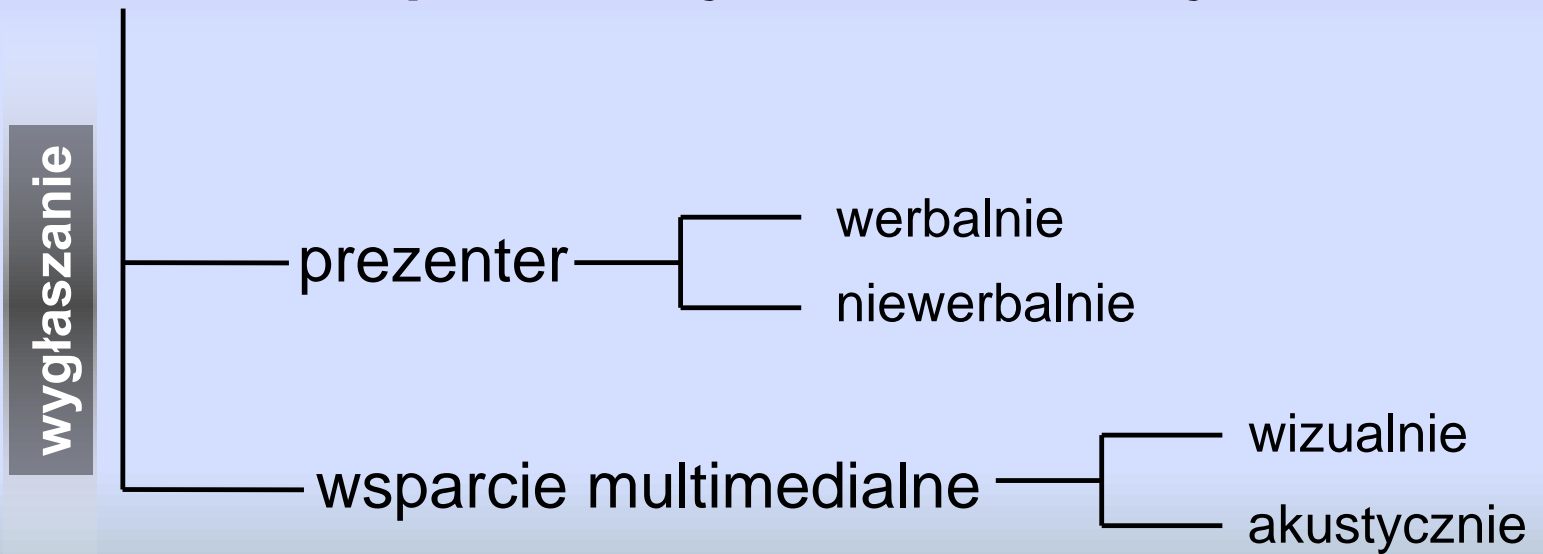 wygłaszanie
prezenter
werbalnie
niewerbalnie
wsparcie multimedialne
wizualnie
akustycznie